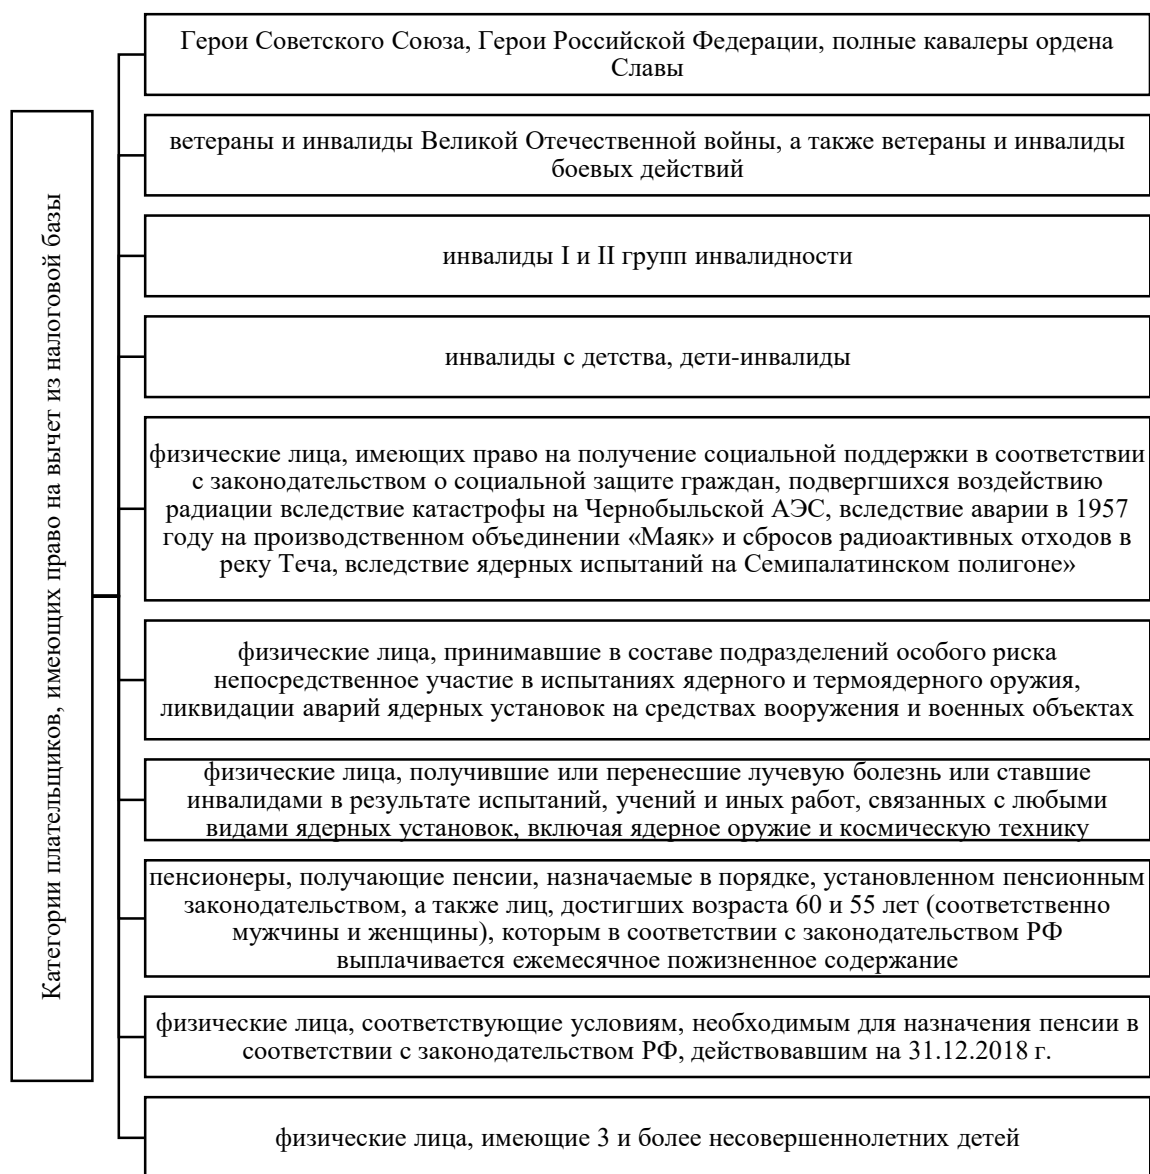 Категории плательщиков, имеющих право на вычет из налоговой базы
Герои Советского Союза, Герои Российской Федерации, полные кавалеры ордена
Славы
ветераны и инвалиды Великой Отечественной войны, а также ветераны и инвалиды
боевых действий
инвалиды I и II групп инвалидности
инвалиды с детства, дети-инвалиды
физические лица, имеющих право на получение социальной поддержки в соответствии
с законодательством о социальной защите граждан, подвергшихся воздействию
радиации вследствие катастрофы на Чернобыльской АЭС, вследствие аварии в 1957
году на производственном объединении «Маяк» и сбросов радиоактивных отходов в
реку Теча, вследствие ядерных испытаний на Семипалатинском полигоне»
физические лица, принимавшие в составе подразделений особого риска
непосредственное участие в испытаниях ядерного и термоядерного оружия,
ликвидации аварий ядерных установок на средствах вооружения и военных объектах
физические лица, получившие или перенесшие лучевую болезнь или ставшие
инвалидами в результате испытаний, учений и иных работ, связанных с любыми
видами ядерных установок, включая ядерное оружие и космическую технику
пенсионеры, получающие пенсии, назначаемые в порядке, установленном пенсионным
законодательством, а также лиц, достигших возраста 60 и 55 лет (соответственно
мужчины и женщины), которым в соответствии с законодательством РФ
выплачивается ежемесячное пожизненное содержание
физические лица, соответствующие условиям, необходимым для назначения пенсии в
соответствии с законодательством РФ, действовавшим на 31.12.2018 г.
физические лица, имеющие 3 и более несовершеннолетних детей